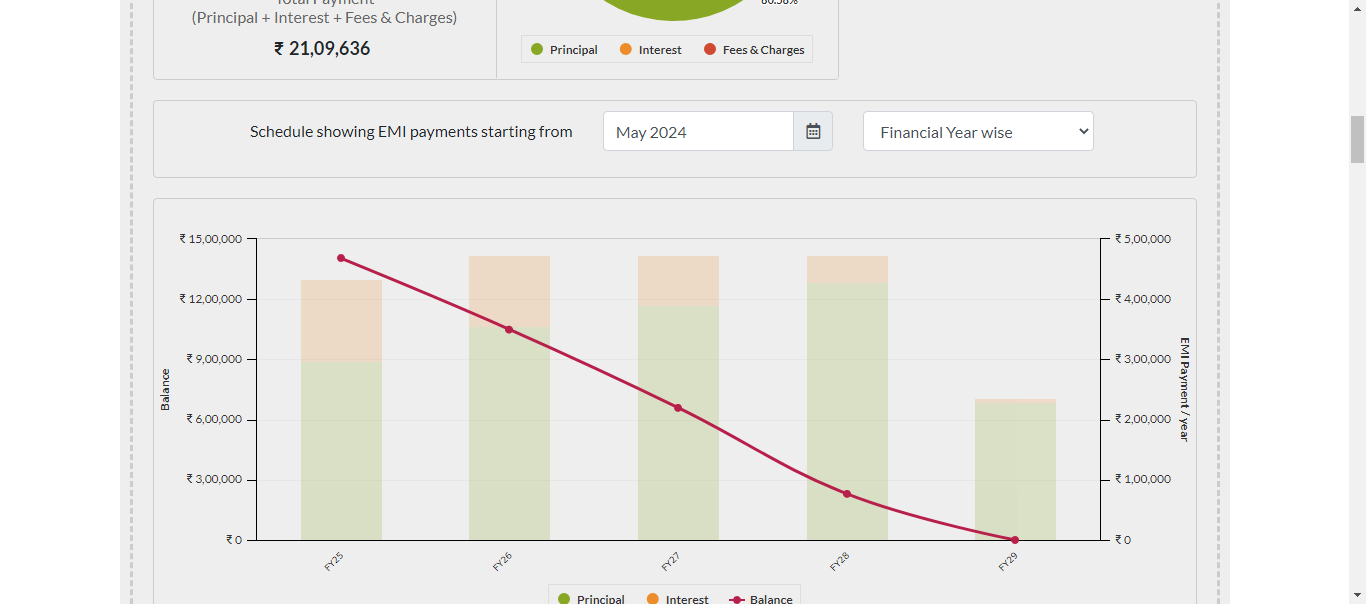 Total Payment
(Principal + Interest + Fees & Charges)
₹ 21,09,636
80.58%
Principal Interest Fees & Charges
Schedule showing EMI payments starting from May 2024 Financial Year wise
₹ 15,00,000
₹ 12,00,000
₹ 9,00,000
₹ 6,00,000
₹ 3,00,000
₹ 0
Balance
₹ 5,00,000
₹ 4,00,000
₹ 3,00,000
₹ 2,00,000
₹ 1,00,000
₹ 0
EMI Payment / year
FY25 FY26 FY27 FY28 FY29
Principal Interest Balance